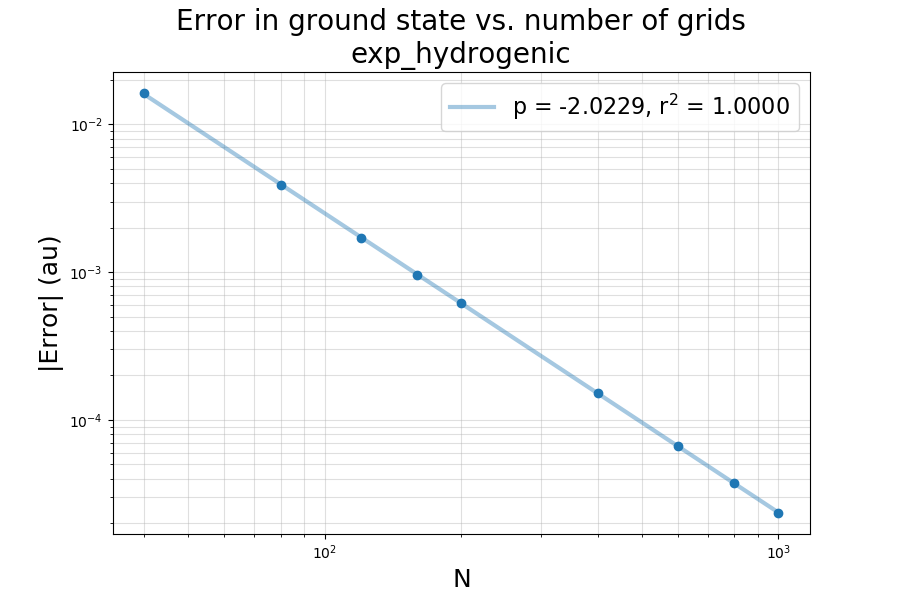 Error in ground state vs. number of grids
exp_hydrogenic
p = -2.0229, r² = 1.0000
|Error| (au)
10⁻²
10⁻³
10⁻⁴
10²
10³
N